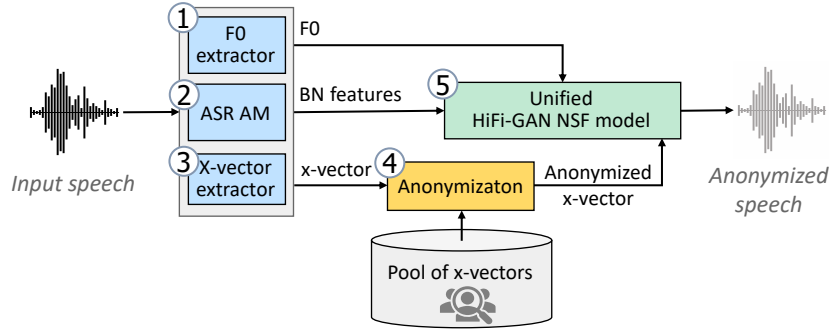 1
F0
extractor
F0
2
ASR AM
BN features
5
Unified
HiFi-GAN NSF model
3
X-vector
extractor
x-vector
4
Anonymizaton
Anonymized
x-vector
Input speech
Anonymized
speech
Pool of x-vectors